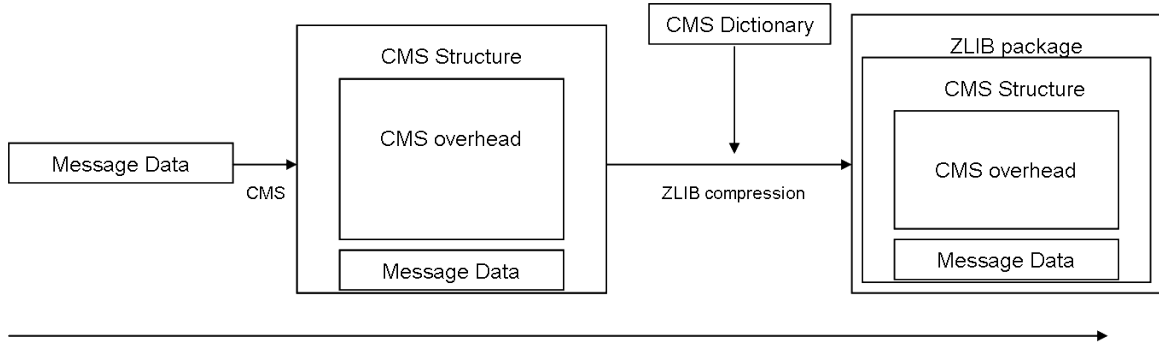 Message Data
CMS
CMS Structure
CMS overhead
Message Data
CMS Dictionary
ZLIB compression
ZLIB package
CMS Structure
CMS overhead
Message Data